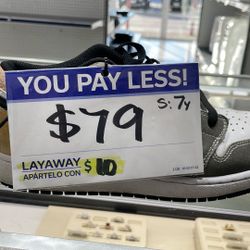 YOU PAY LESS!
S: 7y
$79
LAYAWAY
APÁRTELO CON $10